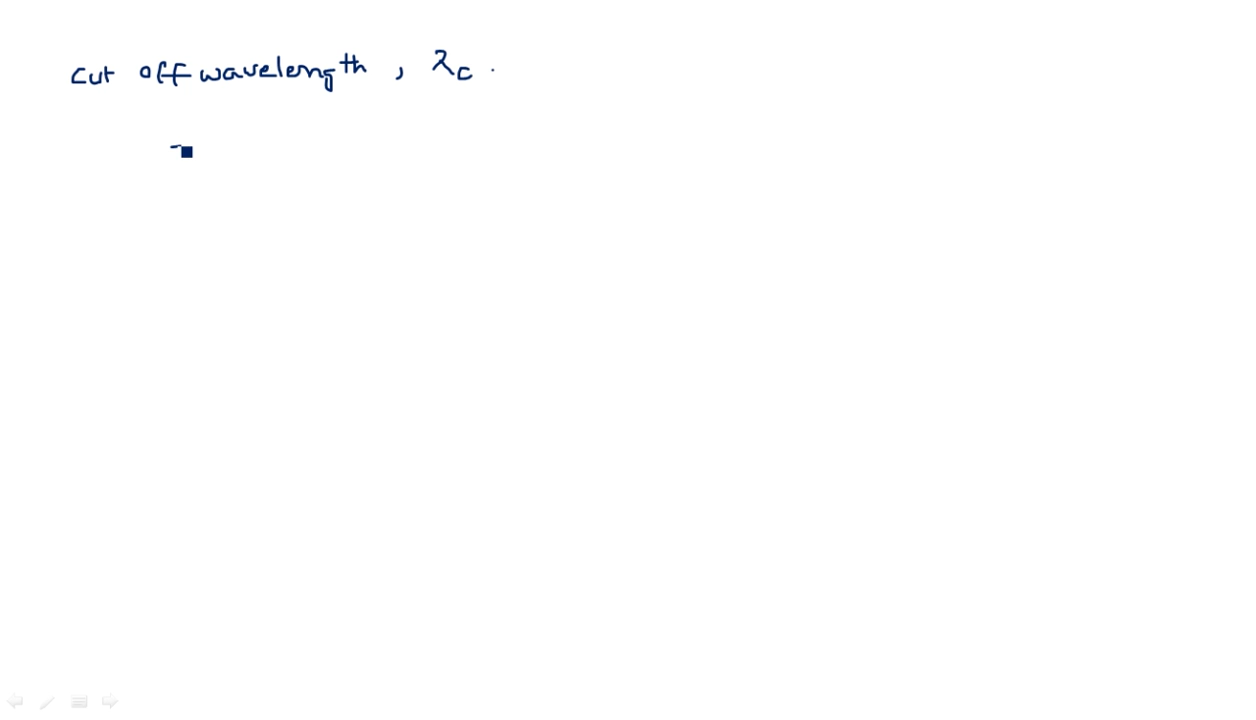 cut off wavelength , λc .